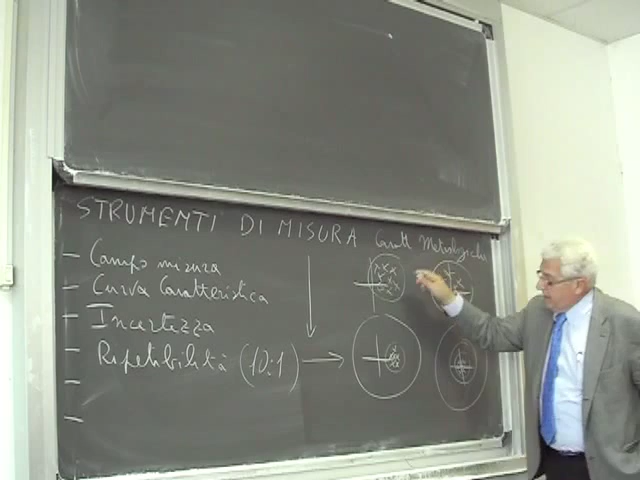 STRUMENTI DI MISURA Caratt. Metrologiche
- Campo misura
- Curva Caratteristica
- Incertezza
- Ripetibilità (10:1)
-
-